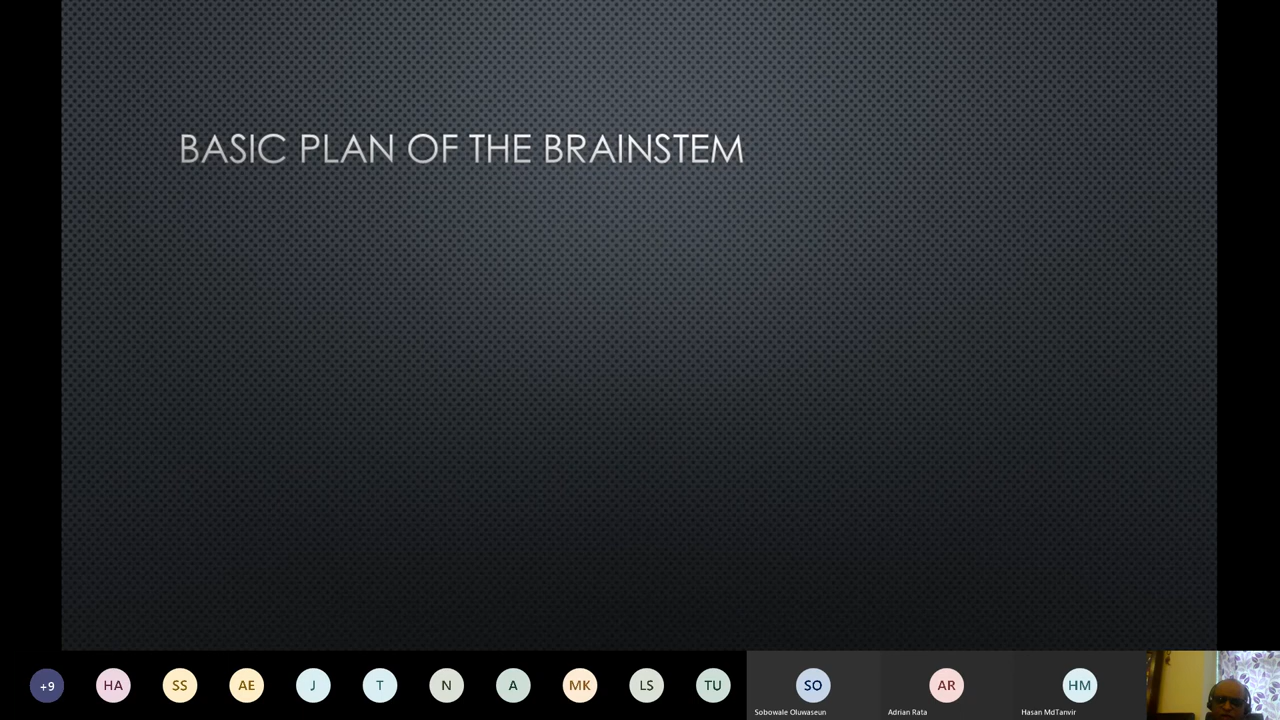 BASIC PLAN OF THE BRAINSTEM
+9 HA SS AE J T N A MK LS TU SO AR HM
Sobowale Oluwaseun Adrian Rata Hasan MdTanvir